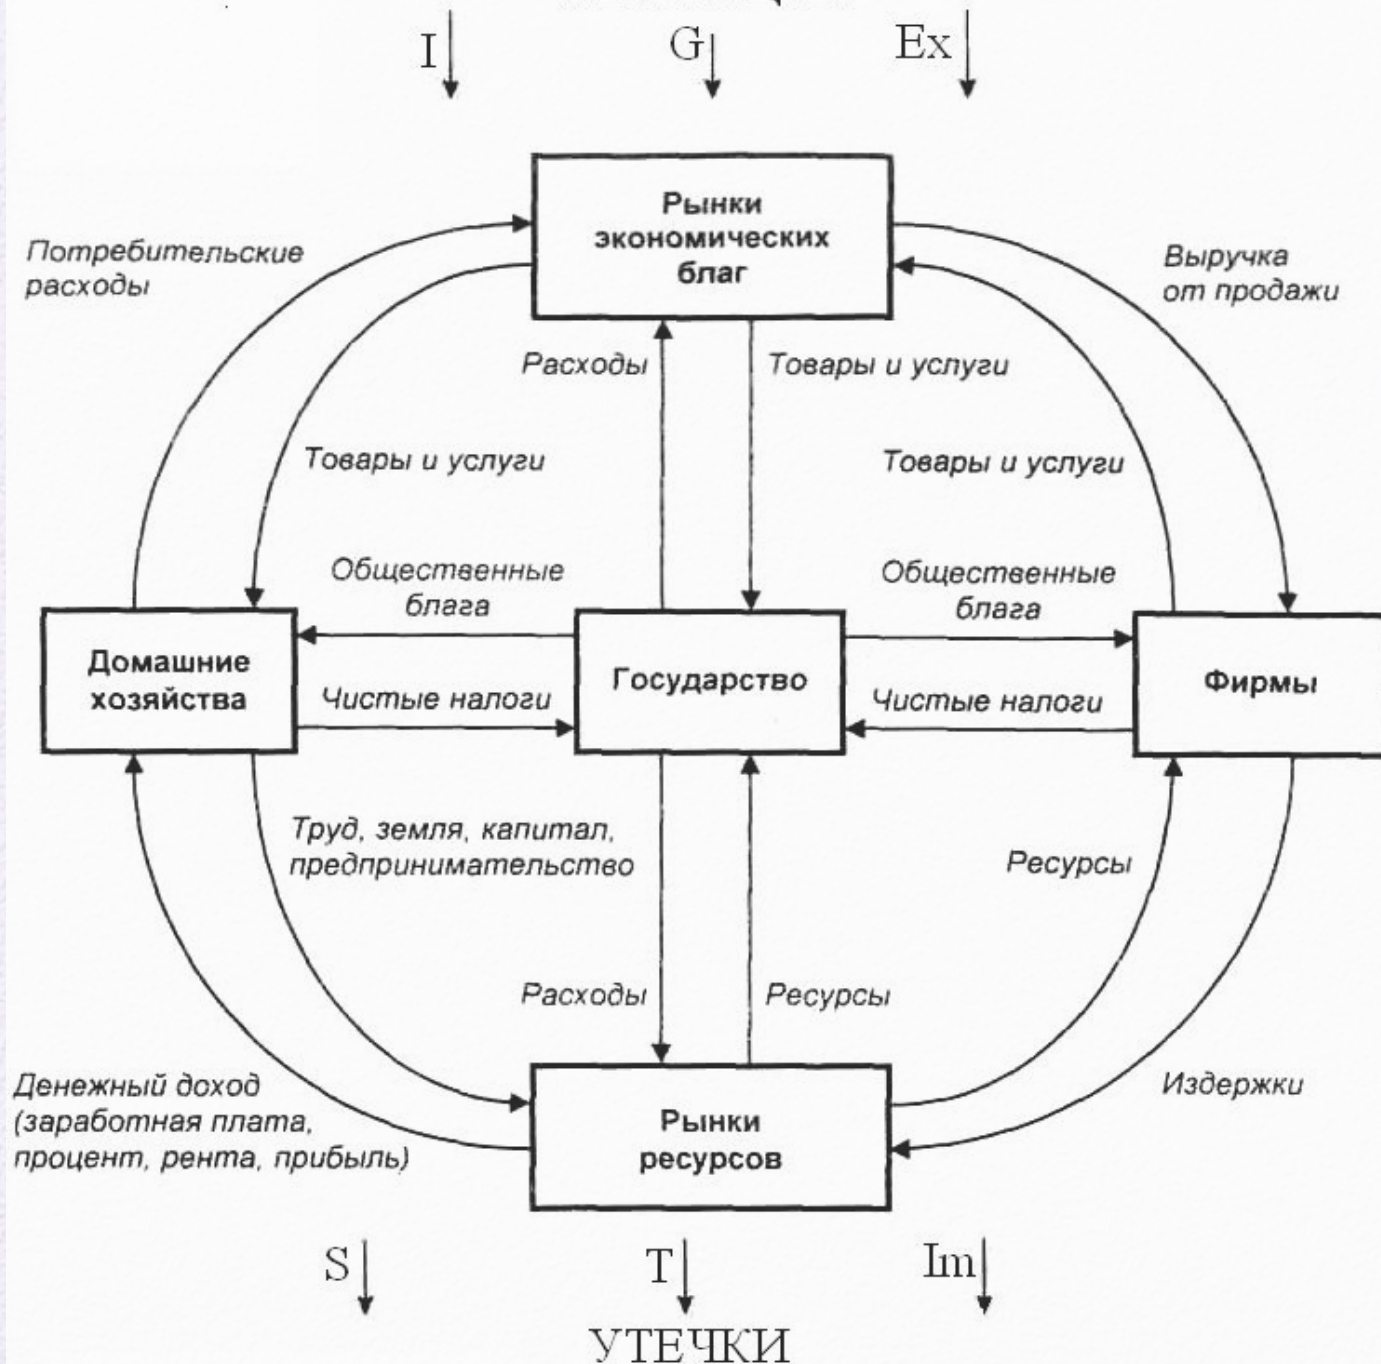 I
G
Ex
Рынки
экономических
благ
Потребительские
расходы
Выручка
от продажи
Расходы
Товары и услуги
Товары и услуги
Товары и услуги
Общественные
блага
Общественные
блага
Домашние
хозяйства
Государство
Фирмы
Чистые налоги
Чистые налоги
Труд, земля, капитал,
предпринимательство
Ресурсы
Расходы
Ресурсы
Денежный доход
(заработная плата,
процент, рента, прибыль)
Издержки
Рынки
ресурсов
S
T
Im
УТЕЧКИ